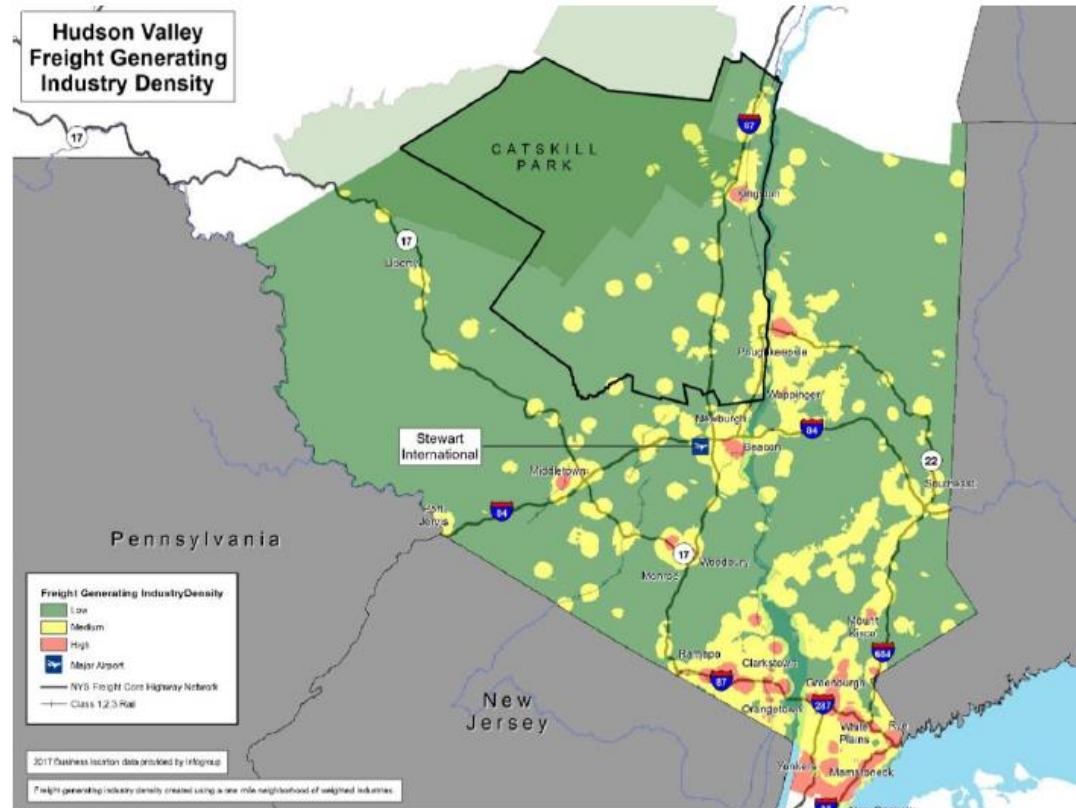 Hudson Valley
Freight Generating
Industry Density
17
87
CATSKILL
PARK
Kingston
17
Liberty
Poughkeepsie
Wappinger
Newburgh
84
Stewart
International
Beacon
Middletown
22
Southeast
Port
Jervis
84
Pennsylvania
17
Woodbury
Monroe
Freight Generating IndustryDensity
Low
Medium
High
Major Airport
NYS Freight Core Highway Network
Class 1,2,3 Rail
Mount
Kisco
684
Ramapo
Clarkstown
87
Greenburgh
New
Jersey
Orangetown
287
White
Plains
Rye
Yonkers
Mamaroneck
2017 Business location data provided by Infogroup
Freight generating industry density created using a one mile neighborhood of weighted industries.